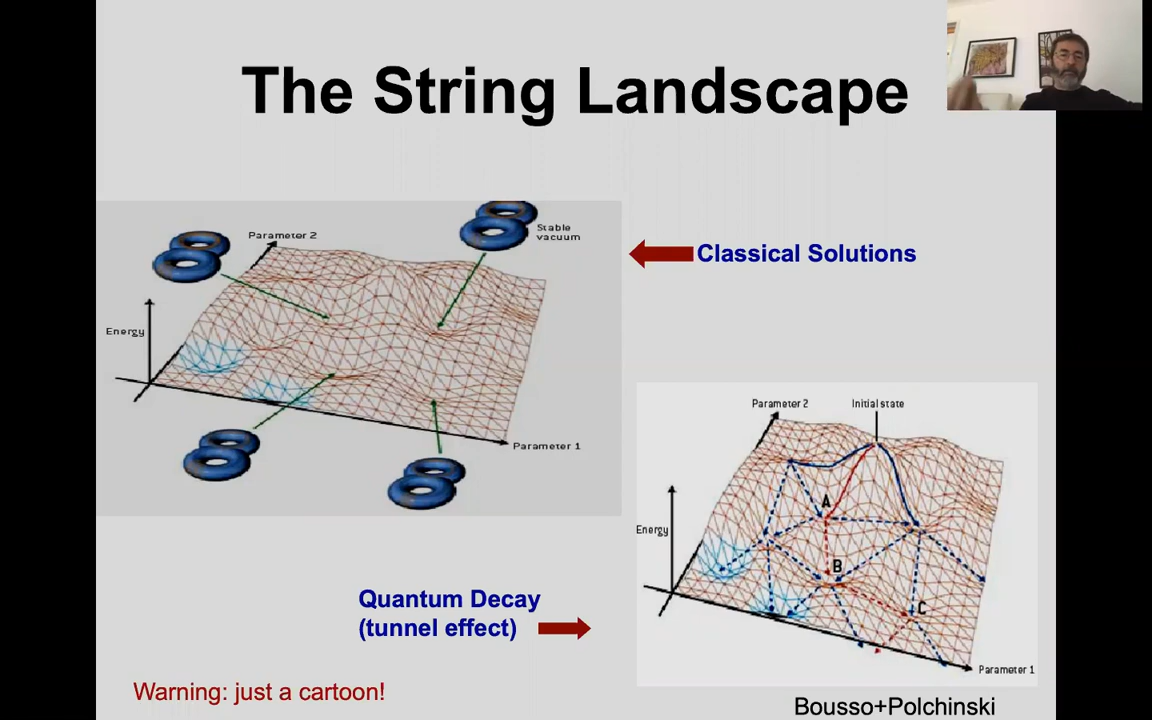 The String Landscape
Parameter 2
Stable
vacuum
Energy
Parameter 1
Classical Solutions
Parameter 2
Initial state
A
Energy
B
C
Parameter 1
Quantum Decay
(tunnel effect)
Warning: just a cartoon!
Bousso+Polchinski